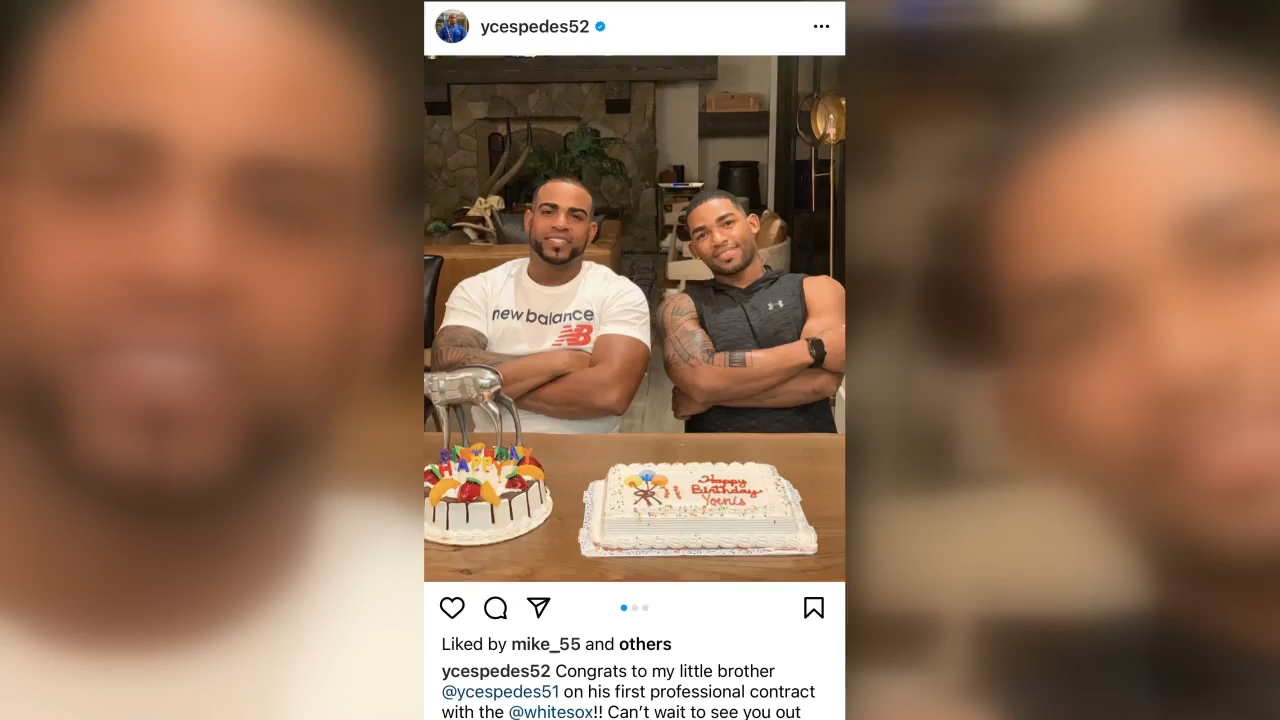 ycespedes52
new balance
NB
BIRTHDAY
HAPPY
Happy
Birthday
Yoenis
Liked by mike_55 and others
ycespedes52 Congrats to my little brother
@ycespedes51 on his first professional contract
with the @whitesox!! Can’t wait to see you out